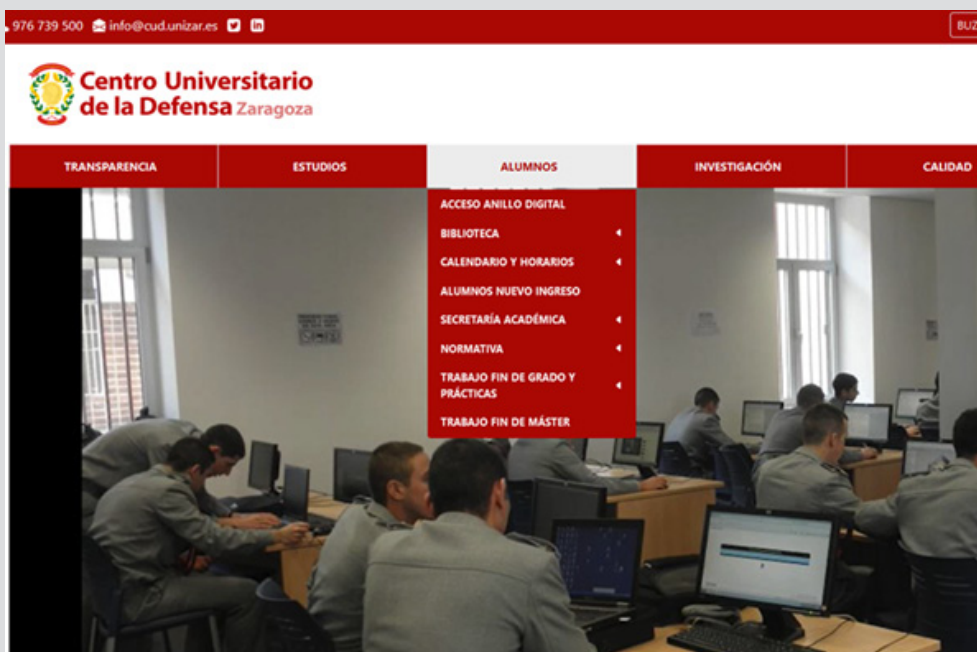 976 739 500 info@cud.unizar.es
Centro Universitario
de la Defensa Zaragoza
TRANSPARENCIA ESTUDIOS ALUMNOS INVESTIGACIÓN CALIDAD
ACCESO ANILLO DIGITAL
BIBLIOTECA
CALENDARIO Y HORARIOS
ALUMNOS NUEVO INGRESO
SECRETARÍA ACADÉMICA
NORMATIVA
TRABAJO FIN DE GRADO Y
PRÁCTICAS
TRABAJO FIN DE MÁSTER